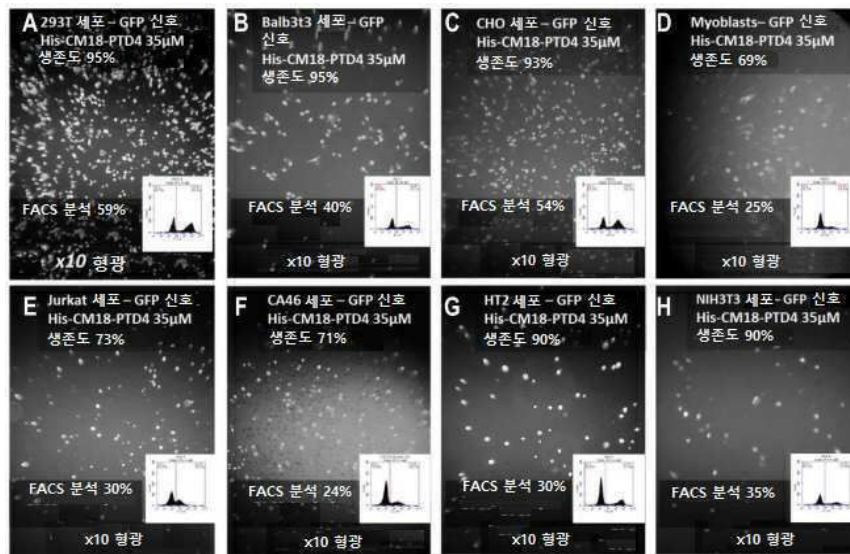 A 293T 세포 – GFP 신호
His-CM18-PTD4 35µM
생존도 95%
FACS 분석 59%
x10 형광
B Balb3t3 세포 – GFP
신호
His-CM18-PTD4 35µM
생존도 95%
FACS 분석 40%
x10 형광
C CHO 세포 – GFP 신호
His-CM18-PTD4 35µM
생존도 93%
FACS 분석 54%
x10 형광
D Myoblasts– GFP 신호
His-CM18-PTD4 35µM
생존도 69%
FACS 분석 25%
x10 형광
E Jurkat 세포 – GFP 신호
His-CM18-PTD4 35µM
생존도 73%
FACS 분석 30%
x10 형광
F CA46 세포 – GFP 신호
His-CM18-PTD4 35µM
생존도 71%
FACS 분석 24%
x10 형광
G HT2 세포 – GFP 신호
His-CM18-PTD4 35µM
생존도 90%
FACS 분석 30%
x10 형광
H NIH3T3 세포 – GFP 신호
His-CM18-PTD4 35µM
생존도 90%
FACS 분석 35%
x10 형광